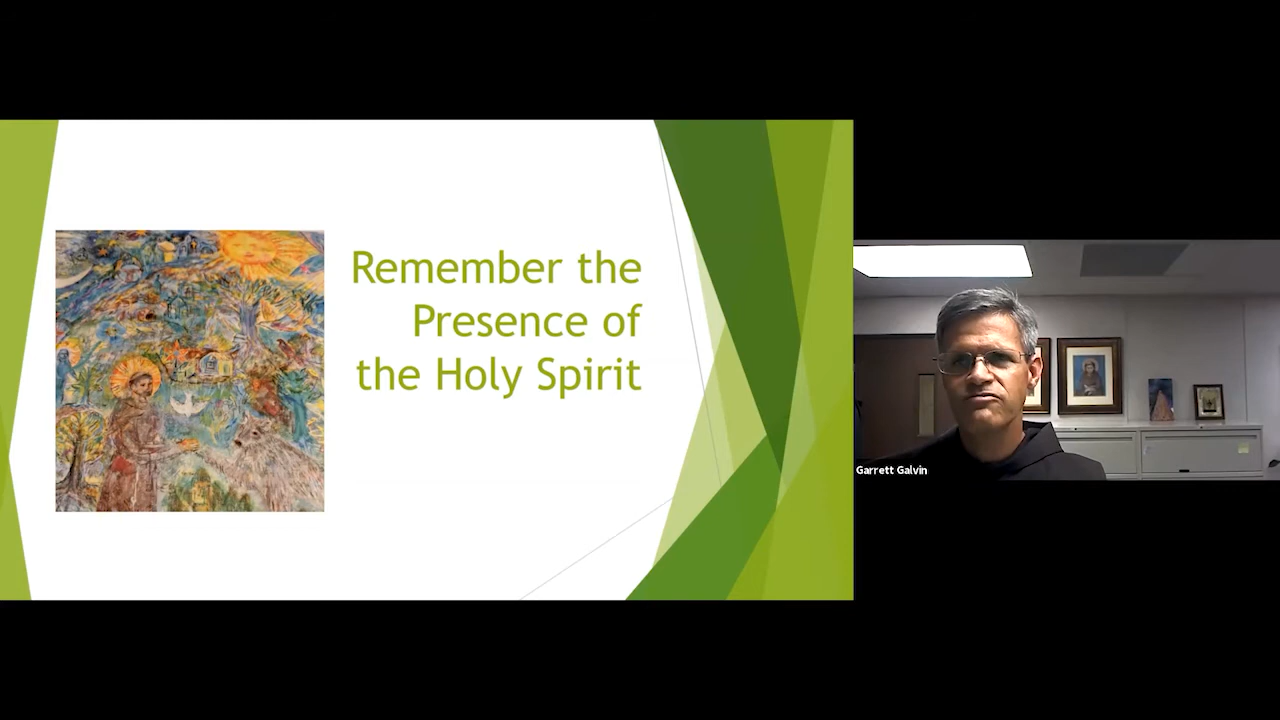 Remember the
Presence of
the Holy Spirit
Garrett Galvin